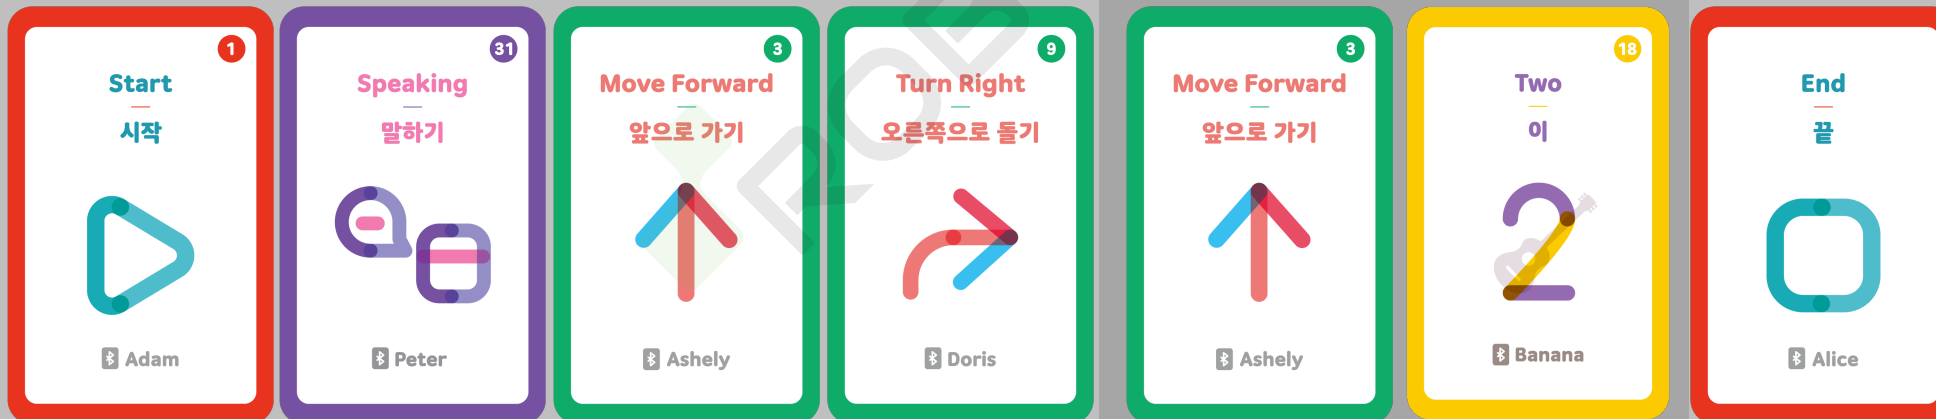 1
Start
시작
Adam
31
Speaking
말하기
Peter
3
Move Forward
앞으로 가기
Ashely
9
Turn Right
오른쪽으로 돌기
Doris
3
Move Forward
앞으로 가기
Ashely
18
Two
이
2
Banana
End
끝
Alice
ROB